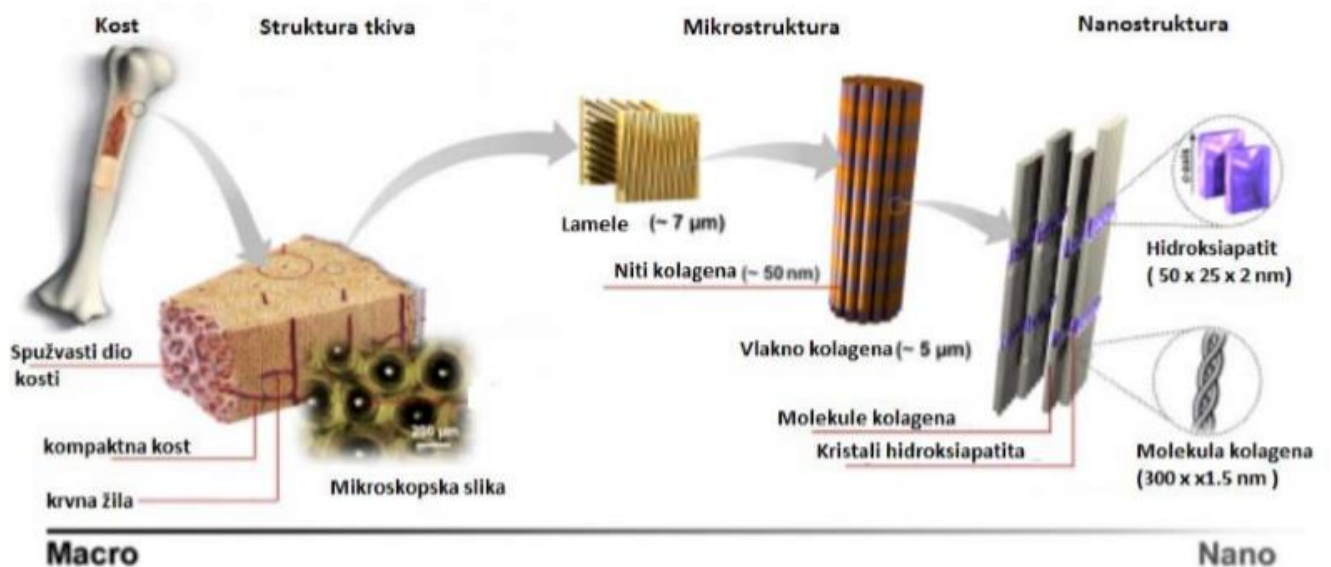 Kost
Struktura tkiva
Mikrostruktura
Nanostruktura
c-axis
Lamele (~ 7 µm)
Niti kolagena (~ 50 nm)
Hidroksiapatit
( 50 x 25 x 2 nm)
Vlakno kolagena (~ 5 µm)
Spužvasti dio
kosti
kompaktna kost
krvna žila
200 µm
Mikroskopska slika
Molekule kolagena
Kristali hidroksiapatita
Molekula kolagena
(300 x x1.5 nm )
Macro
Nano